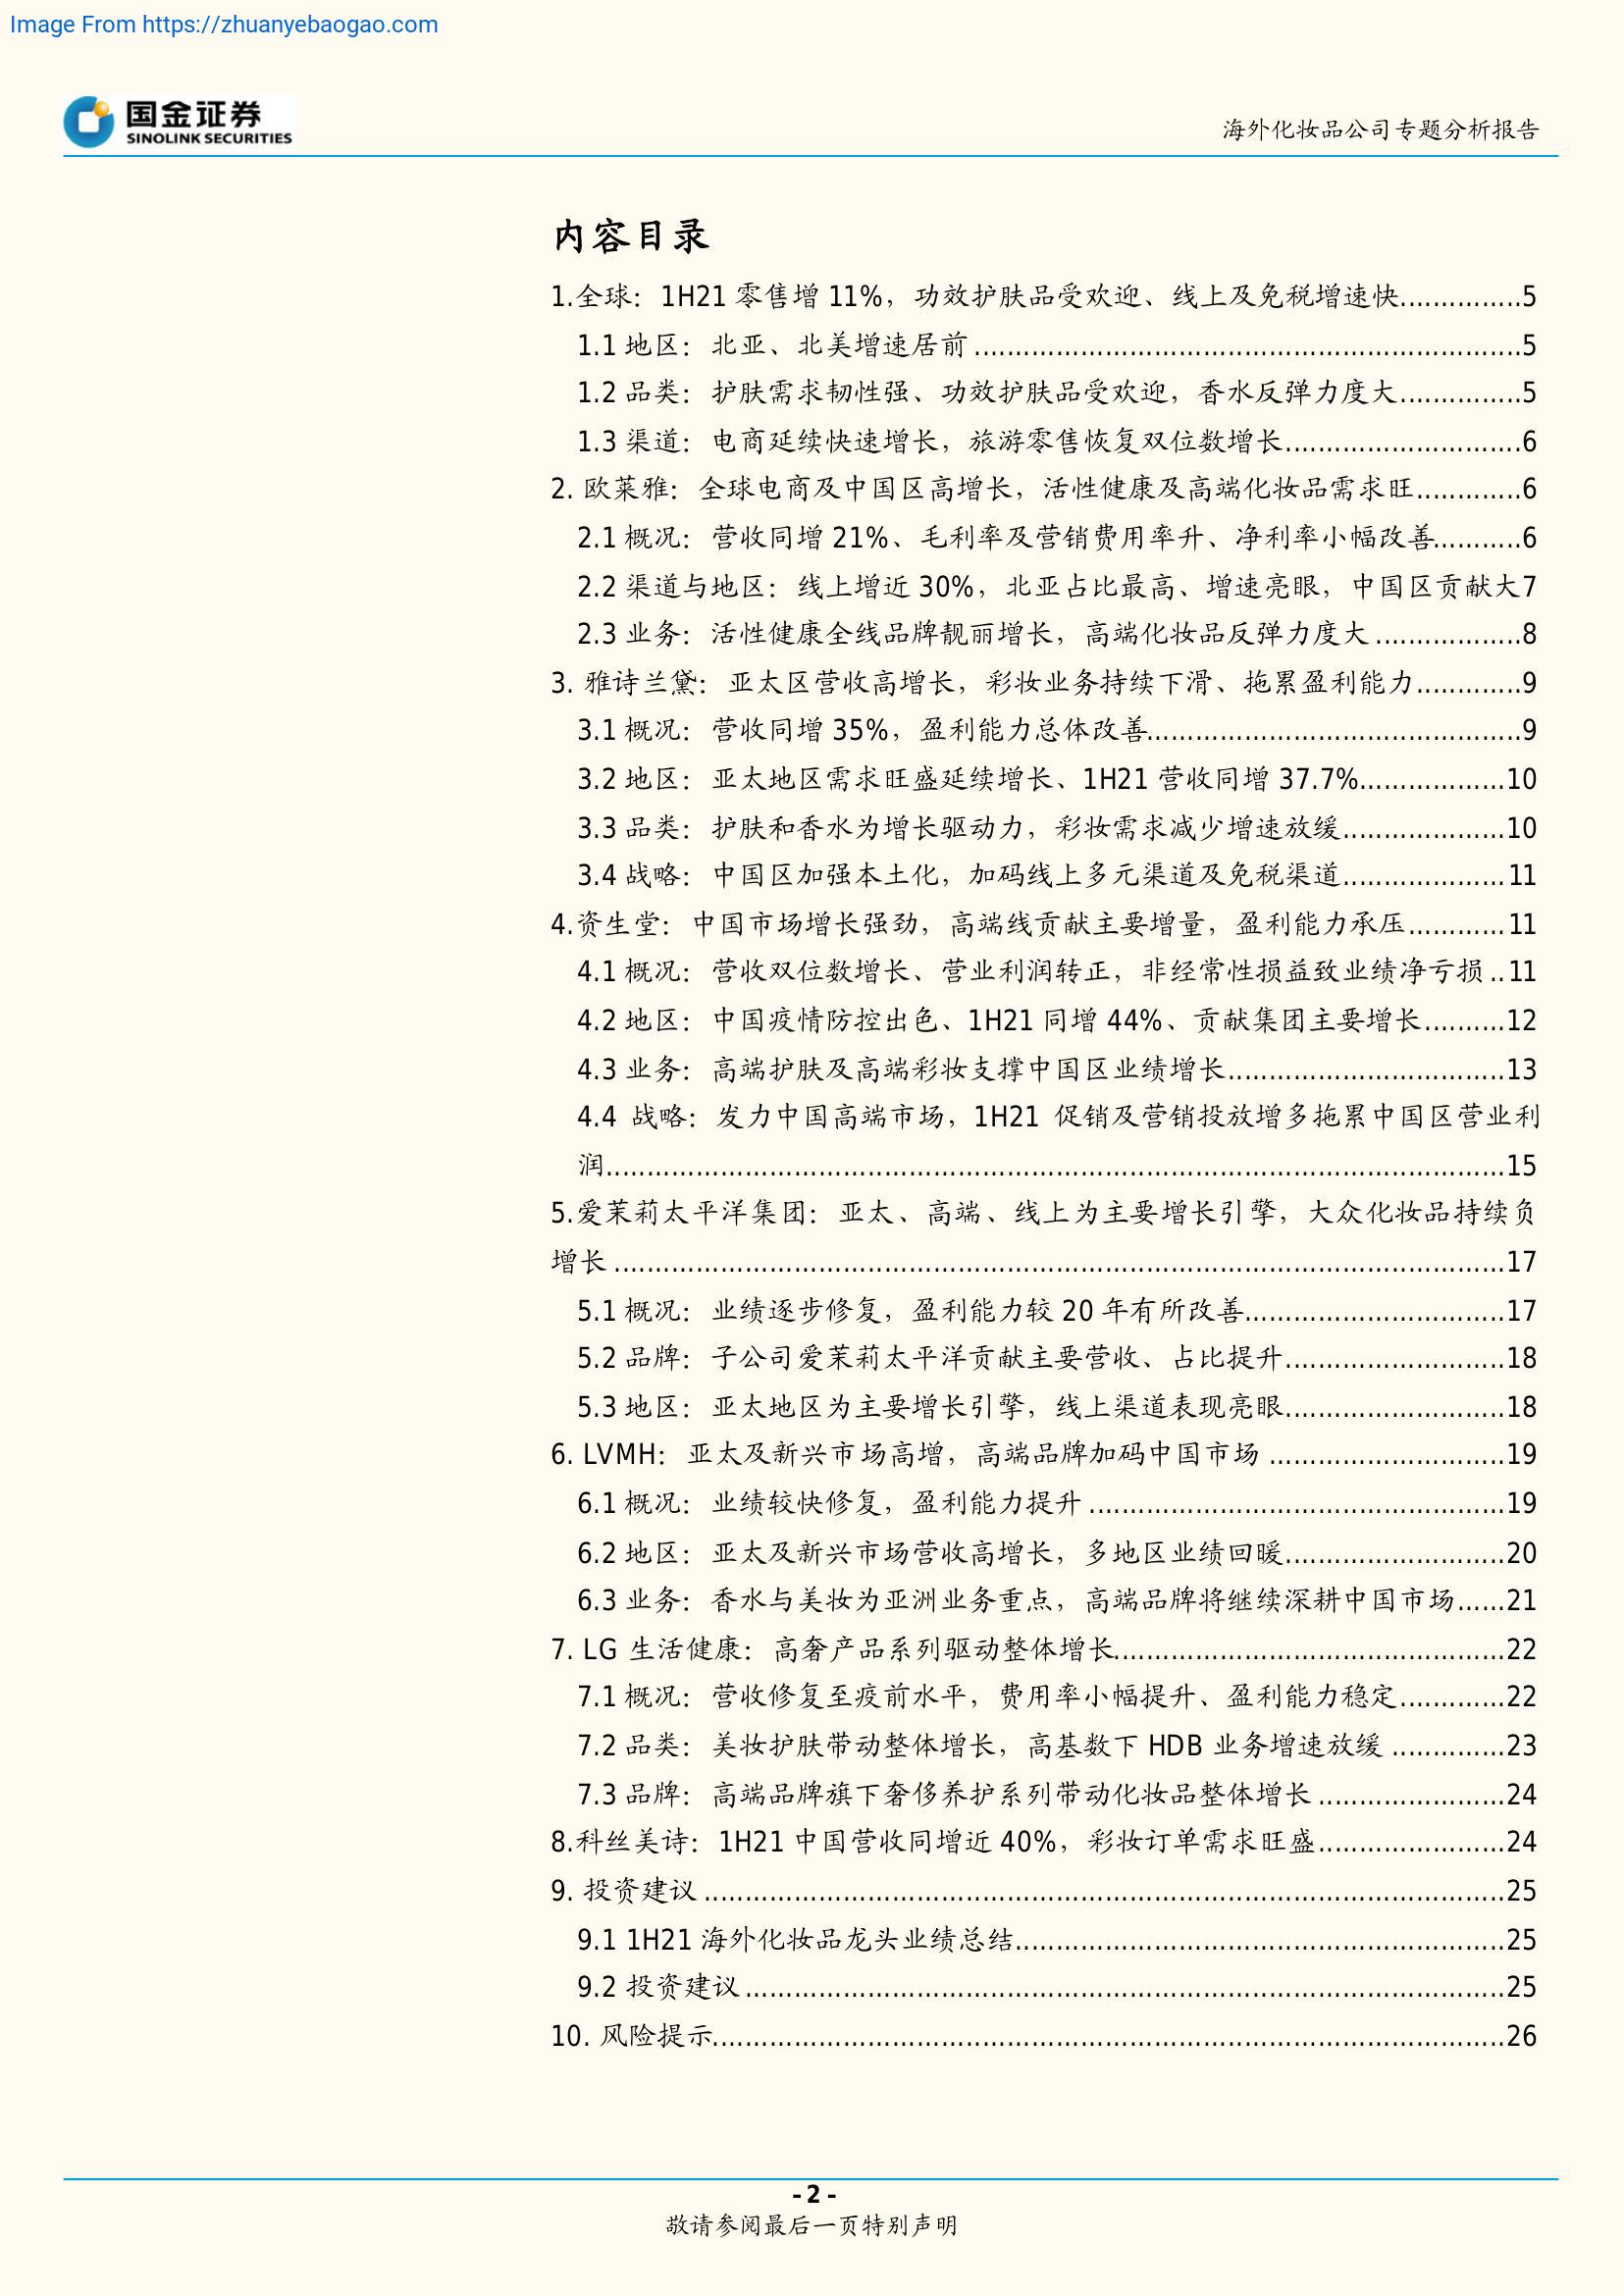 Image From https://zhuanyebaogao.com
国金证券
SINOLINK SECURITIES
海外化妆品公司专题分析报告
内容目录
1.全球：1H21 零售增 11%，功效护肤品受欢迎、线上及免税增速快...............5
1.1 地区：北亚、北美增速居前...................................................................5
1.2 品类：护肤需求韧性强、功效护肤品受欢迎，香水反弹力度大...............5
1.3 渠道：电商延续快速增长，旅游零售恢复双位数增长.............................6
2. 欧莱雅：全球电商及中国区高增长，活性健康及高端化妆品需求旺.............6
2.1 概况：营收同增 21%、毛利率及营销费用率升、净利率小幅改善...........6
2.2 渠道与地区：线上增近 30%，北亚占比最高、增速亮眼，中国区贡献大7
2.3 业务：活性健康全线品牌靓丽增长，高端化妆品反弹力度大..................8
3. 雅诗兰黛：亚太区营收高增长，彩妆业务持续下滑、拖累盈利能力.............9
3.1 概况：营收同增 35%，盈利能力总体改善..............................................9
3.2 地区：亚太地区需求旺盛延续增长、1H21 营收同增 37.7%..................10
3.3 品类：护肤和香水为增长驱动力，彩妆需求减少增速放缓....................10
3.4 战略：中国区加强本土化，加码线上多元渠道及免税渠道....................11
4.资生堂：中国市场增长强劲，高端线贡献主要增量，盈利能力承压............11
4.1 概况：营收双位数增长、营业利润转正，非经常性损益致业绩净亏损..11
4.2 地区：中国疫情防控出色、1H21 同增 44%、贡献集团主要增长..........12
4.3 业务：高端护肤及高端彩妆支撑中国区业绩增长..................................13
4.4 战略：发力中国高端市场，1H21 促销及营销投放增多拖累中国区营业利
润..............................................................................................................15
5.爱茉莉太平洋集团：亚太、高端、线上为主要增长引擎，大众化妆品持续负
增长.............................................................................................................17
5.1 概况：业绩逐步修复，盈利能力较 20 年有所改善................................17
5.2 品牌：子公司爱茉莉太平洋贡献主要营收、占比提升...........................18
5.3 地区：亚太地区为主要增长引擎，线上渠道表现亮眼...........................18
6. LVMH：亚太及新兴市场高增，高端品牌加码中国市场.............................19
6.1 概况：业绩较快修复，盈利能力提升...................................................19
6.2 地区：亚太及新兴市场营收高增长，多地区业绩回暖...........................20
6.3 业务：香水与美妆为亚洲业务重点，高端品牌将继续深耕中国市场......21
7. LG 生活健康：高奢产品系列驱动整体增长................................................22
7.1 概况：营收修复至疫前水平，费用率小幅提升、盈利能力稳定.............22
7.2 品类：美妆护肤带动整体增长，高基数下 HDB 业务增速放缓..............23
7.3 品牌：高端品牌旗下奢侈养护系列带动化妆品整体增长.......................24
8.科丝美诗：1H21 中国营收同增近 40%，彩妆订单需求旺盛.......................24
9. 投资建议..................................................................................................25
9.1 1H21 海外化妆品龙头业绩总结............................................................25
9.2 投资建议.............................................................................................25
10. 风险提示.................................................................................................26
- 2 -
敬请参阅最后一页特别声明